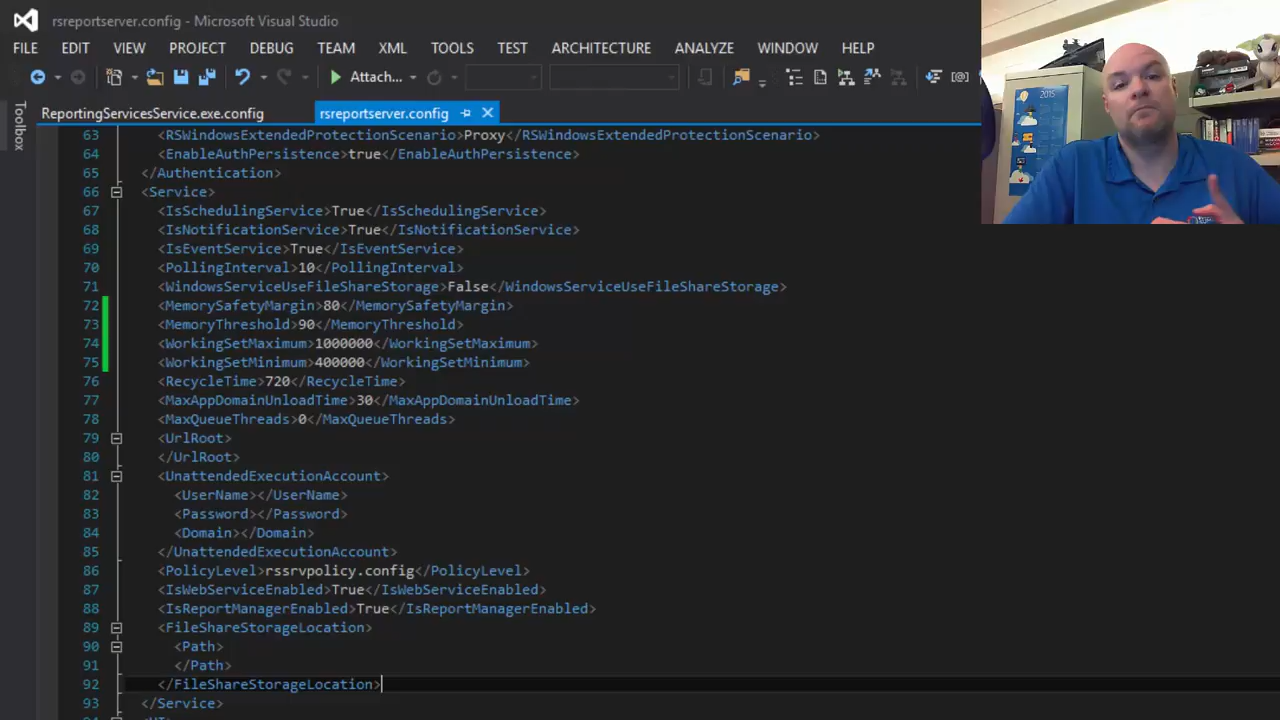 rsreportserver.config - Microsoft Visual Studio
FILE EDIT VIEW PROJECT DEBUG TEAM XML TOOLS TEST ARCHITECTURE ANALYZE WINDOW HELP
Attach...
Toolbox
ReportingServicesService.exe.config rsreportserver.config
63 <RSWindowsExtendedProtectionScenario>Proxy</RSWindowsExtendedProtectionScenario>
64 <EnableAuthPersistence>true</EnableAuthPersistence>
65 </Authentication>
66 <Service>
67 <IsSchedulingService>True</IsSchedulingService>
68 <IsNotificationService>True</IsNotificationService>
69 <IsEventService>True</IsEventService>
70 <PollingInterval>10</PollingInterval>
71 <WindowsServiceUseFileShareStorage>False</WindowsServiceUseFileShareStorage>
72 <MemorySafetyMargin>80</MemorySafetyMargin>
73 <MemoryThreshold>90</MemoryThreshold>
74 <WorkingSetMaximum>1000000</WorkingSetMaximum>
75 <WorkingSetMinimum>400000</WorkingSetMinimum>
76 <RecycleTime>720</RecycleTime>
77 <MaxAppDomainUnloadTime>30</MaxAppDomainUnloadTime>
78 <MaxQueueThreads>0</MaxQueueThreads>
79 <UrlRoot>
80 </UrlRoot>
81 <UnattendedExecutionAccount>
82 <UserName></UserName>
83 <Password></Password>
84 <Domain></Domain>
85 </UnattendedExecutionAccount>
86 <PolicyLevel>rssrvpolicy.config</PolicyLevel>
87 <IsWebServiceEnabled>True</IsWebServiceEnabled>
88 <IsReportManagerEnabled>True</IsReportManagerEnabled>
89 <FileShareStorageLocation>
90 <Path>
91 </Path>
92 </FileShareStorageLocation>
93 </Service>
2015